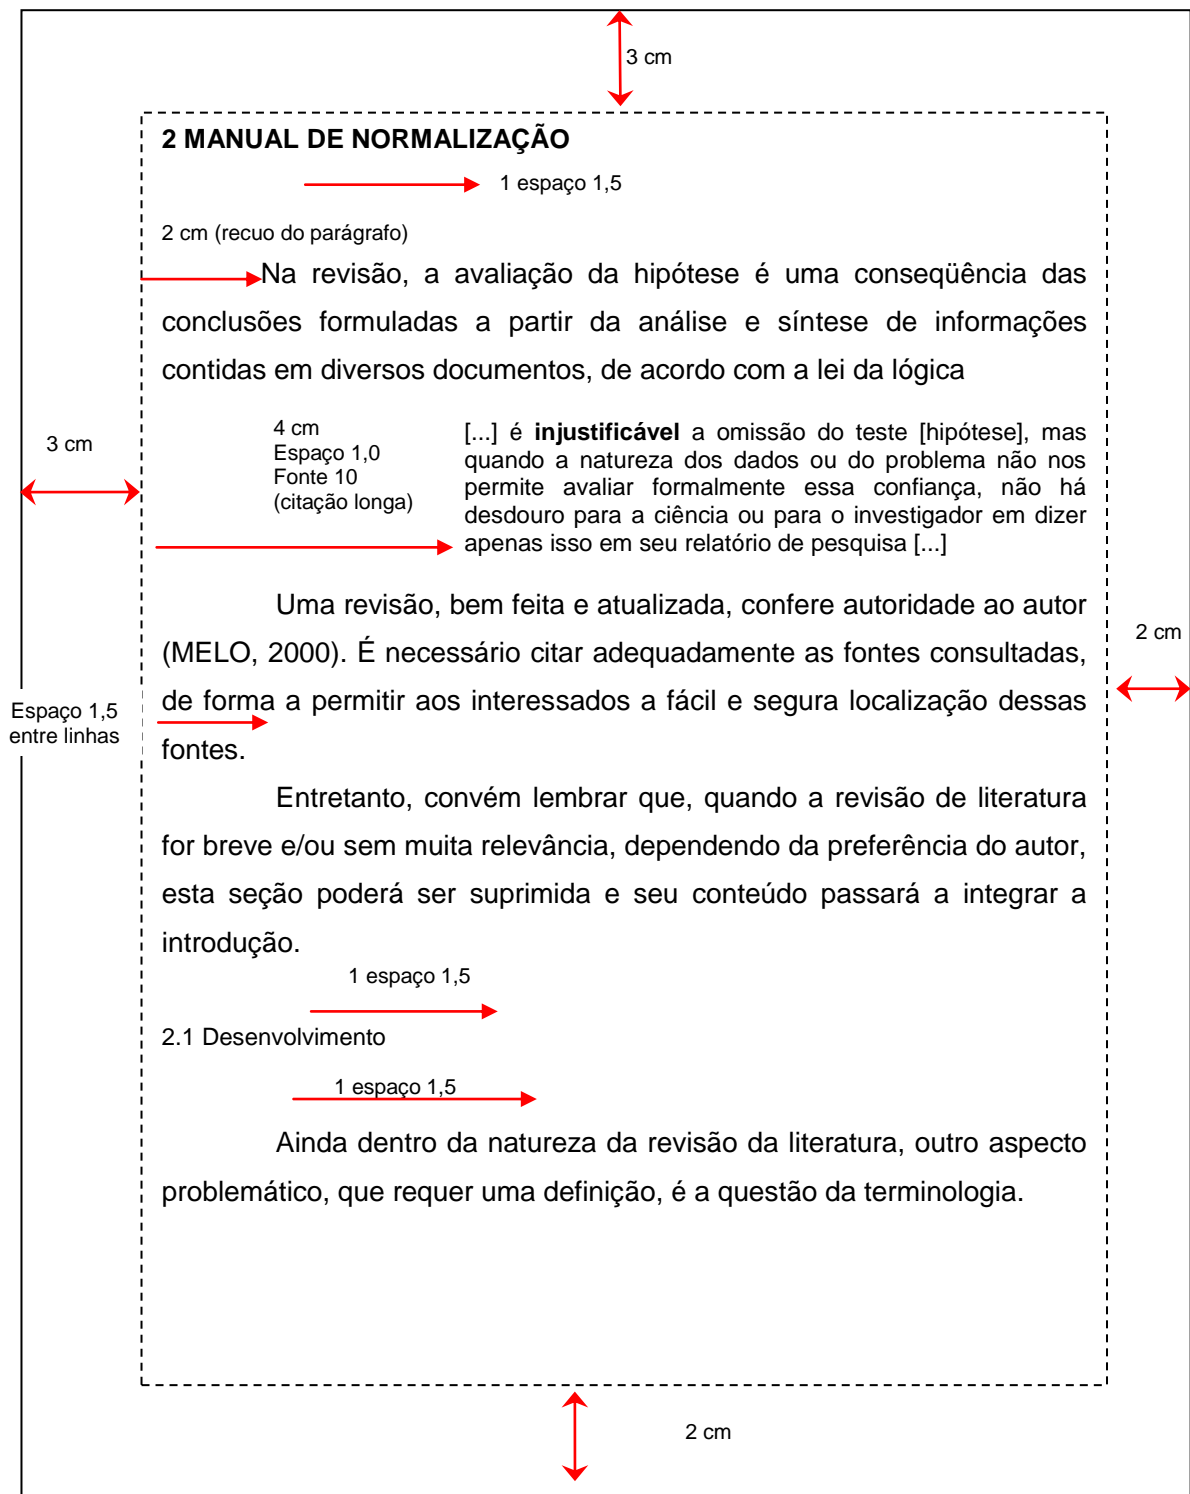 3 cm
2 MANUAL DE NORMALIZAÇÃO
1 espaço 1,5
2 cm (recuo do parágrafo)
Na revisão, a avaliação da hipótese é uma conseqüência das
conclusões formuladas a partir da análise e síntese de informações
contidas em diversos documentos, de acordo com a lei da lógica
3 cm
4 cm
Espaço 1,0
Fonte 10
(citação longa)
[...] é injustificável a omissão do teste [hipótese], mas
quando a natureza dos dados ou do problema não nos
permite avaliar formalmente essa confiança, não há
desdouro para a ciência ou para o investigador em dizer
apenas isso em seu relatório de pesquisa [...]
Uma revisão, bem feita e atualizada, confere autoridade ao autor
(MELO, 2000). É necessário citar adequadamente as fontes consultadas,
de forma a permitir aos interessados a fácil e segura localização dessas
fontes.
2 cm
Espaço 1,5
entre linhas
Entretanto, convém lembrar que, quando a revisão de literatura
for breve e/ou sem muita relevância, dependendo da preferência do autor,
esta seção poderá ser suprimida e seu conteúdo passará a integrar a
introdução.
1 espaço 1,5
2.1 Desenvolvimento
1 espaço 1,5
Ainda dentro da natureza da revisão da literatura, outro aspecto
problemático, que requer uma definição, é a questão da terminologia.
2 cm